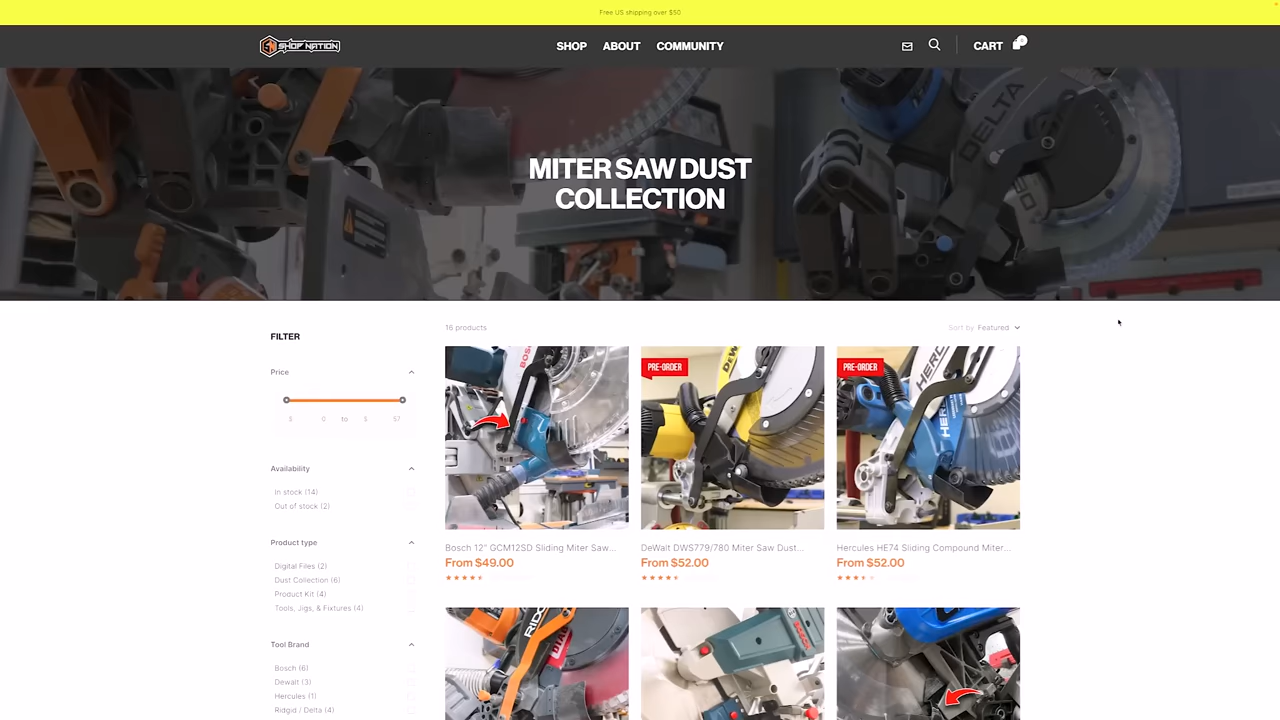 Free US shipping over $50
SHOP NATION
SHOP
ABOUT
COMMUNITY
CART
MITER SAW DUST
COLLECTION
DELTA
FILTER
16 products
Sort by Featured
Price
$ 0 to $ 57
Availability
In stock (14)
Out of stock (2)
Product type
Digital Files (2)
Dust Collection (6)
Product Kit (4)
Tools, Jigs, & Fixtures (4)
Tool Brand
Bosch (6)
Dewalt (3)
Hercules (1)
Ridgid / Delta (4)
PRE-ORDER
PRE-ORDER
Bosch 12" GCM12SD Sliding Miter Saw...
From $49.00
DeWalt DWS779/780 Miter Saw Dust...
From $52.00
Hercules HE74 Sliding Compound Miter...
From $52.00